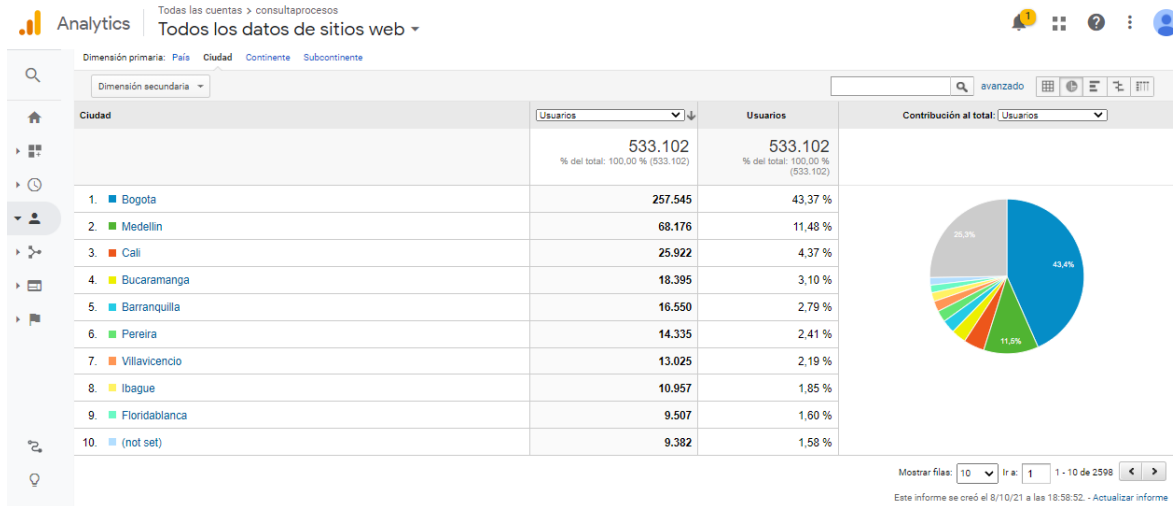 Analytics
Todas las cuentas > consultaprocesos
Todos los datos de sitios web
1
Dimensión primaria: País Ciudad Continente Subcontinente
Dimensión secundaria
avanzado
Ciudad Usuarios Usuarios Contribución al total: Usuarios
533.102 533.102
% del total: 100,00 % (533.102) % del total: 100,00 %
(533.102)
1. Bogota 257.545 43,37 %
2. Medellin 68.176 11,48 %
3. Cali 25.922 4,37 %
4. Bucaramanga 18.395 3,10 %
5. Barranquilla 16.550 2,79 %
6. Pereira 14.335 2,41 %
7. Villavicencio 13.025 2,19 %
8. Ibague 10.957 1,85 %
9. Floridablanca 9.507 1,60 %
10. (not set) 9.382 1,58 %
25,3%
43,4%
11,5%
Mostrar filas: 10 Ir a: 1 1 - 10 de 2598
Este informe se creó el 8/10/21 a las 18:58:52. - Actualizar informe